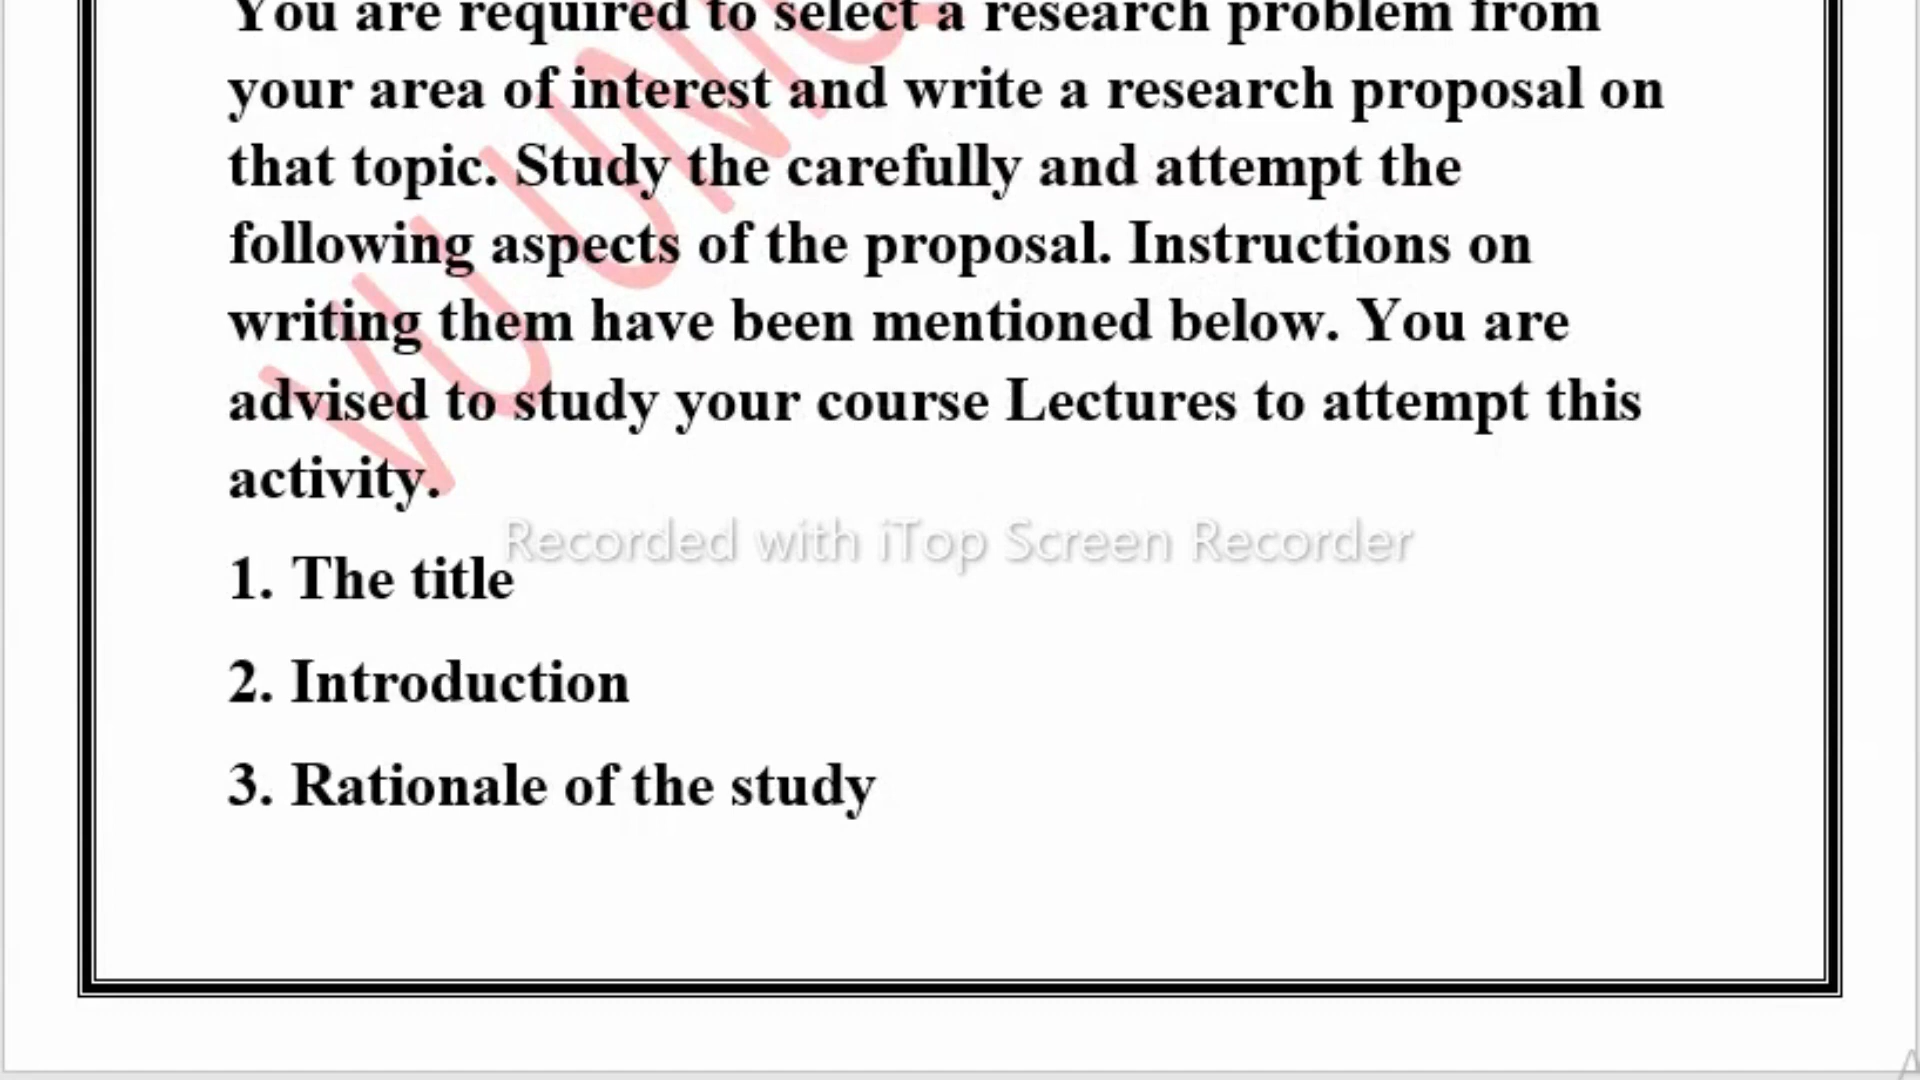 You are required to select a research problem from
your area of interest and write a research proposal on
that topic. Study the carefully and attempt the
following aspects of the proposal. Instructions on
writing them have been mentioned below. You are
advised to study your course Lectures to attempt this
activity.
Recorded with iTop Screen Recorder
1. The title
2. Introduction
3. Rationale of the study
VU